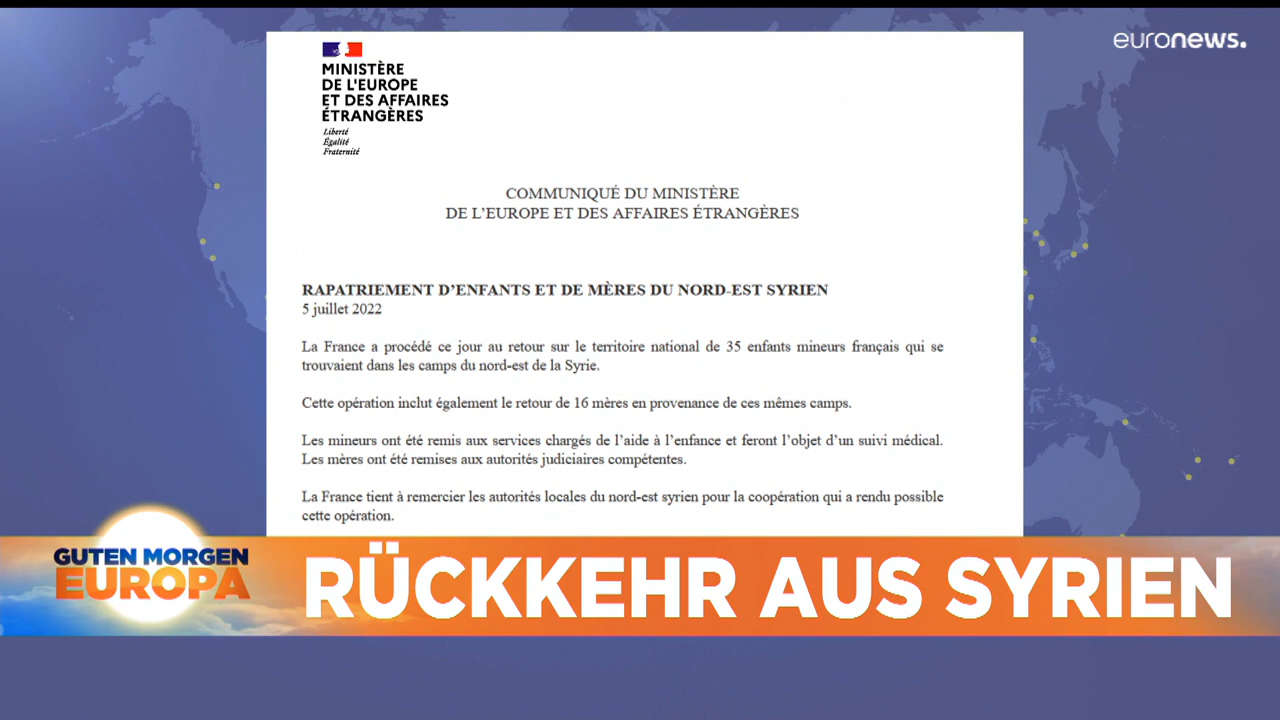 euronews.
MINISTÈRE
DE L'EUROPE
ET DES AFFAIRES
ÉTRANGÈRES
Liberté
Égalité
Fraternité
COMMUNIQUÉ DU MINISTÈRE
DE L’EUROPE ET DES AFFAIRES ÉTRANGÈRES
RAPATRIEMENT D’ENFANTS ET DE MÈRES DU NORD-EST SYRIEN
5 juillet 2022
La France a procédé ce jour au retour sur le territoire national de 35 enfants mineurs français qui se
trouvaient dans les camps du nord-est de la Syrie.
Cette opération inclut également le retour de 16 mères en provenance de ces mêmes camps.
Les mineurs ont été remis aux services chargés de l’aide à l’enfance et feront l’objet d’un suivi médical.
Les mères ont été remises aux autorités judiciaires compétentes.
La France tient à remercier les autorités locales du nord-est syrien pour la coopération qui a rendu possible
cette opération.
GUTEN MORGEN
EUROPA
RÜCKKEHR AUS SYRIEN